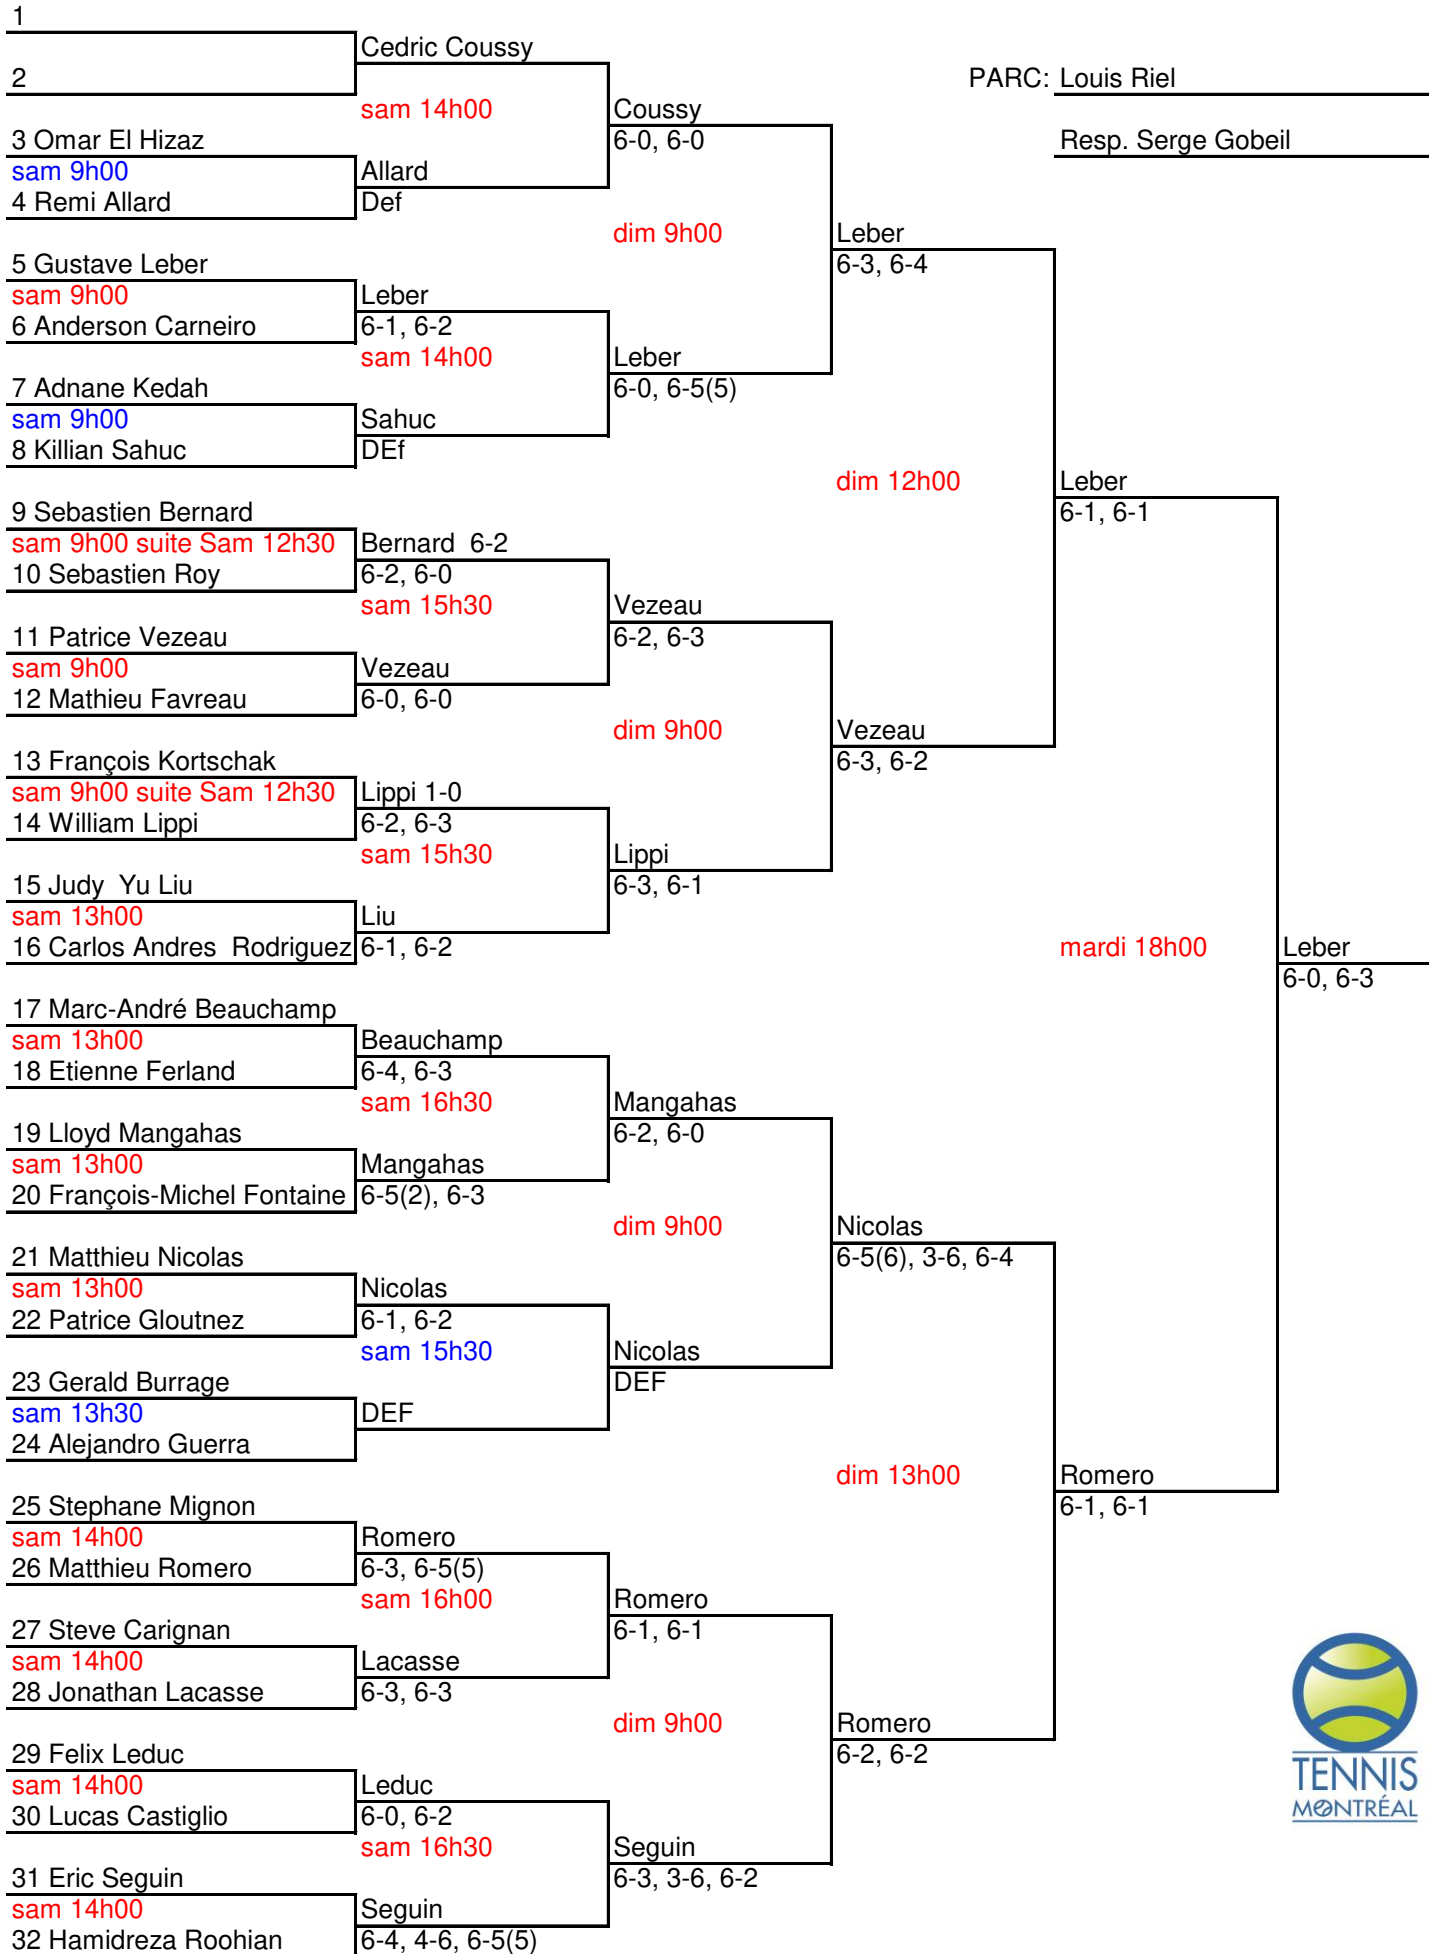 1
Cedric Coussy
2
PARC: Louis Riel
sam 14h00
Coussy
3 Omar El Hizaz
6-0, 6-0
Resp. Serge Gobeil
sam 9h00
Allard
4 Remi Allard
Def
dim 9h00
Leber
5 Gustave Leber
6-3, 6-4
sam 9h00
Leber
6 Anderson Carneiro
6-1, 6-2
sam 14h00
Leber
7 Adnane Kedah
6-0, 6-5(5)
sam 9h00
Sahuc
8 Killian Sahuc
DEf
dim 12h00
Leber
9 Sebastien Bernard
6-1, 6-1
sam 9h00 suite Sam 12h30
Bernard 6-2
10 Sebastien Roy
6-2, 6-0
sam 15h30
Vezeau
11 Patrice Vezeau
6-2, 6-3
sam 9h00
Vezeau
12 Mathieu Favreau
6-0, 6-0
dim 9h00
Vezeau
13 François Kortschak
6-3, 6-2
sam 9h00 suite Sam 12h30
Lippi 1-0
14 William Lippi
6-2, 6-3
sam 15h30
Lippi
15 Judy Yu Liu
6-3, 6-1
sam 13h00
Liu
16 Carlos Andres Rodriguez
6-1, 6-2
mardi 18h00
Leber
6-0, 6-3
17 Marc-André Beauchamp
sam 13h00
Beauchamp
18 Etienne Ferland
6-4, 6-3
sam 16h30
Mangahas
19 Lloyd Mangahas
6-2, 6-0
sam 13h00
Mangahas
20 François-Michel Fontaine
6-5(2), 6-3
dim 9h00
Nicolas
21 Matthieu Nicolas
6-5(6), 3-6, 6-4
sam 13h00
Nicolas
22 Patrice Gloutnez
6-1, 6-2
sam 15h30
Nicolas
23 Gerald Burrage
DEF
sam 13h30
DEF
24 Alejandro Guerra
dim 13h00
Romero
25 Stephane Mignon
6-1, 6-1
sam 14h00
Romero
26 Matthieu Romero
6-3, 6-5(5)
sam 16h00
Romero
27 Steve Carignan
6-1, 6-1
sam 14h00
Lacasse
28 Jonathan Lacasse
6-3, 6-3
dim 9h00
Romero
29 Felix Leduc
6-2, 6-2
sam 14h00
Leduc
30 Lucas Castiglio
6-0, 6-2
sam 16h30
Seguin
31 Eric Seguin
6-3, 3-6, 6-2
sam 14h00
Seguin
32 Hamidreza Roohian
6-4, 4-6, 6-5(5)
TENNIS
MONTRÉAL